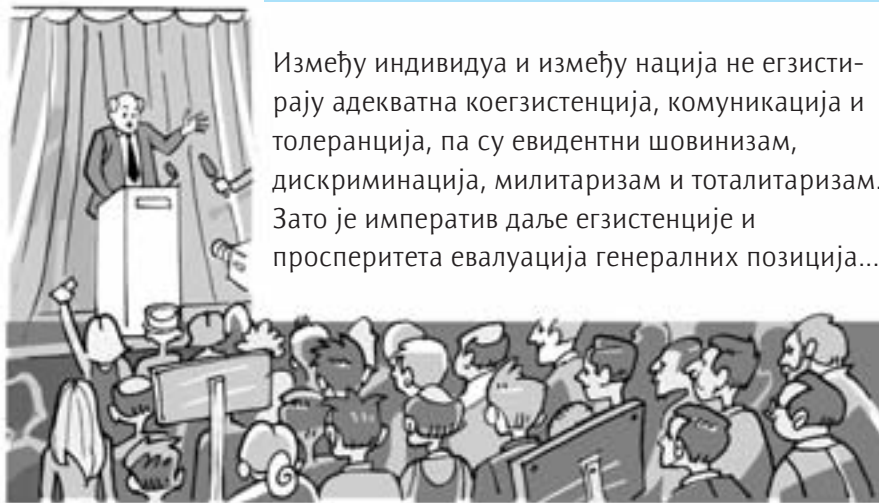 Између индивидуа и између нација не егзисти-
рају адекватна коегзистенција, комуникација и
толеранција, па су евидентни шовинизам,
дискриминација, милитаризам и тоталитаризам.
Зато је императив даље егзистенције и
просперитета евалуација генералних позиција...